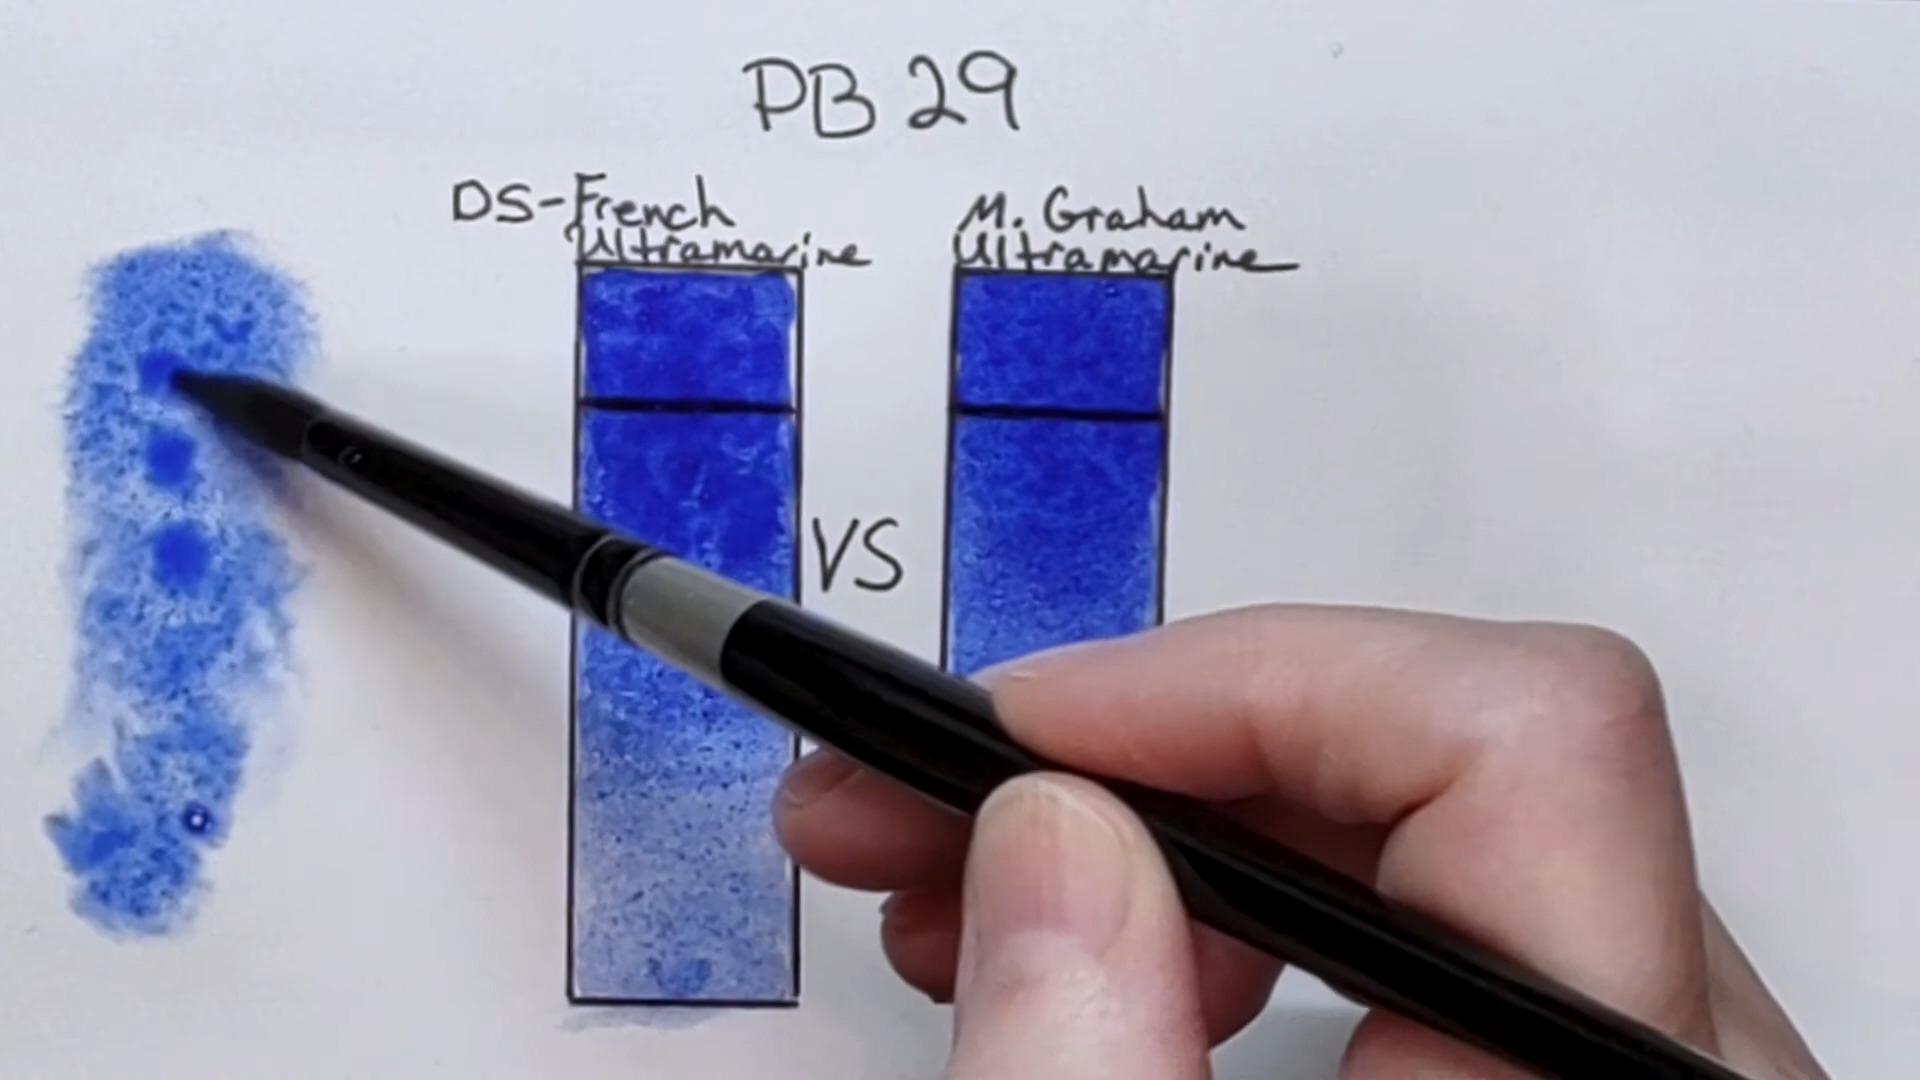 PB 29
DS-French
Ultramarine
M. Graham
Ultramarine
VS